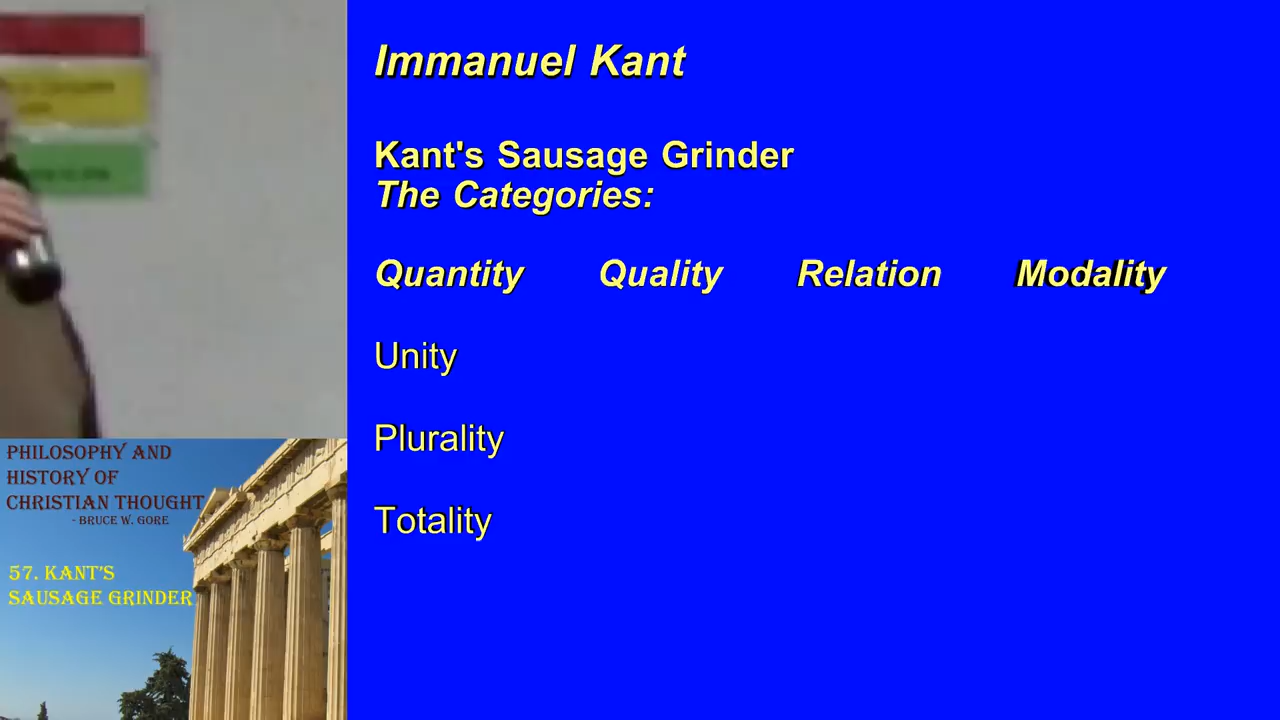 Immanuel Kant
Kant's Sausage Grinder
The Categories:
Quantity Quality Relation Modality
Unity
Plurality
Totality
PHILOSOPHY AND
HISTORY OF
CHRISTIAN THOUGHT
- BRUCE W. GORE
57. KANT'S
SAUSAGE GRINDER